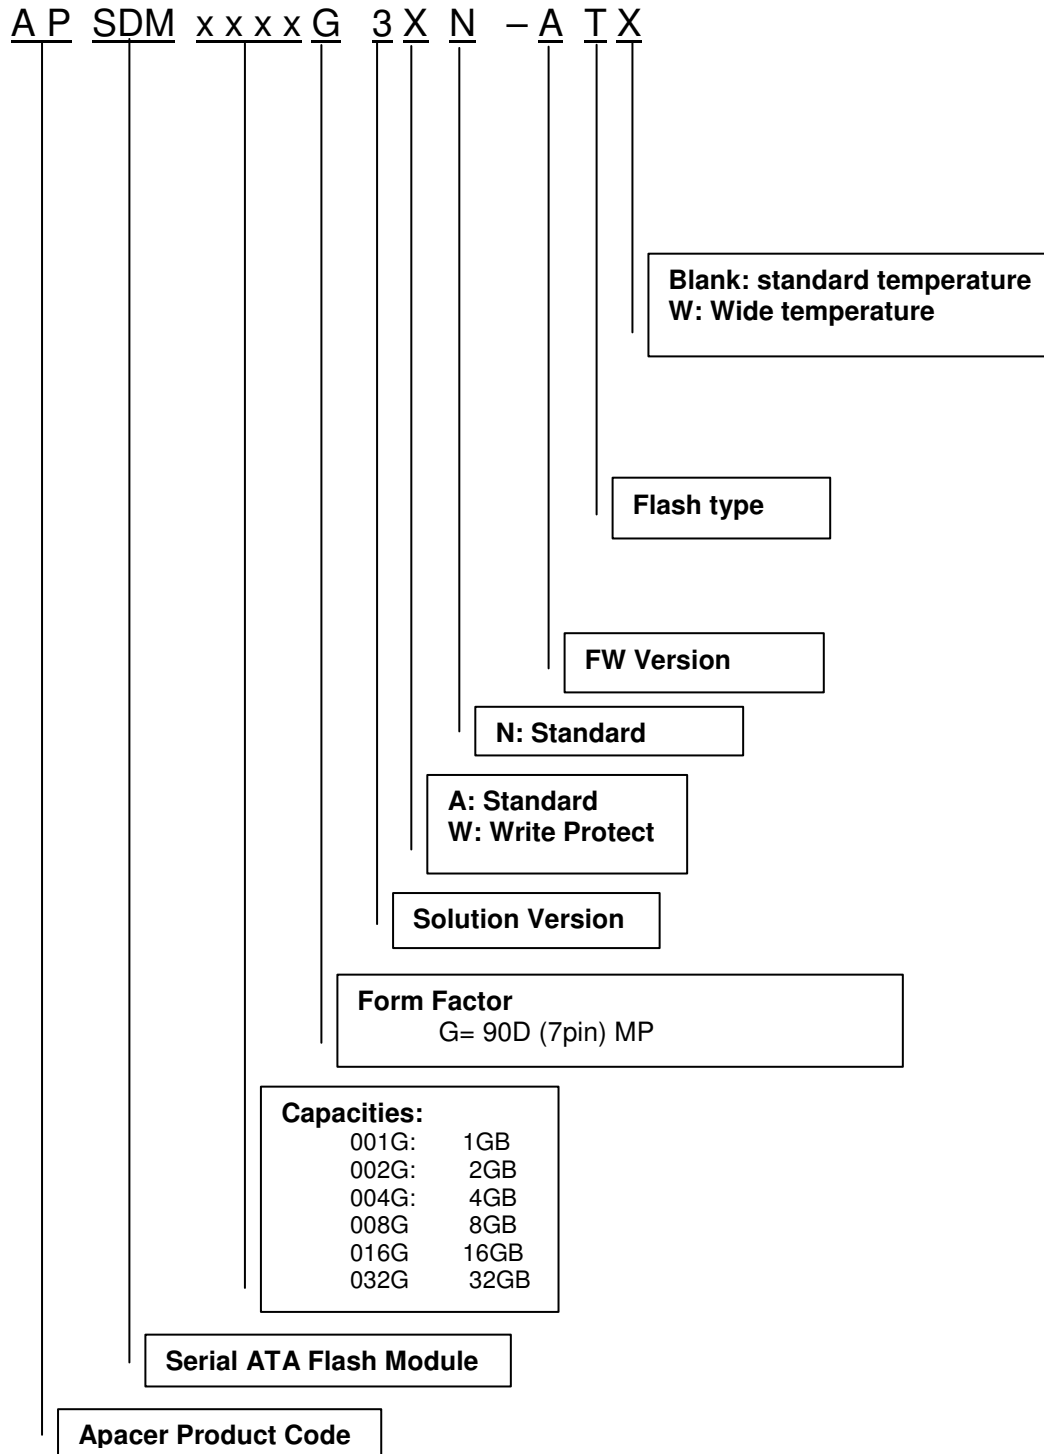 AP SDM xxxx G 3 X N – A T X
Blank: standard temperature
W: Wide temperature
Flash type
FW Version
N: Standard
A: Standard
W: Write Protect
Solution Version
Form Factor
G= 90D (7pin) MP
Capacities:
001G: 1GB
002G: 2GB
004G: 4GB
008G 8GB
016G 16GB
032G 32GB
Serial ATA Flash Module
Apacer Product Code